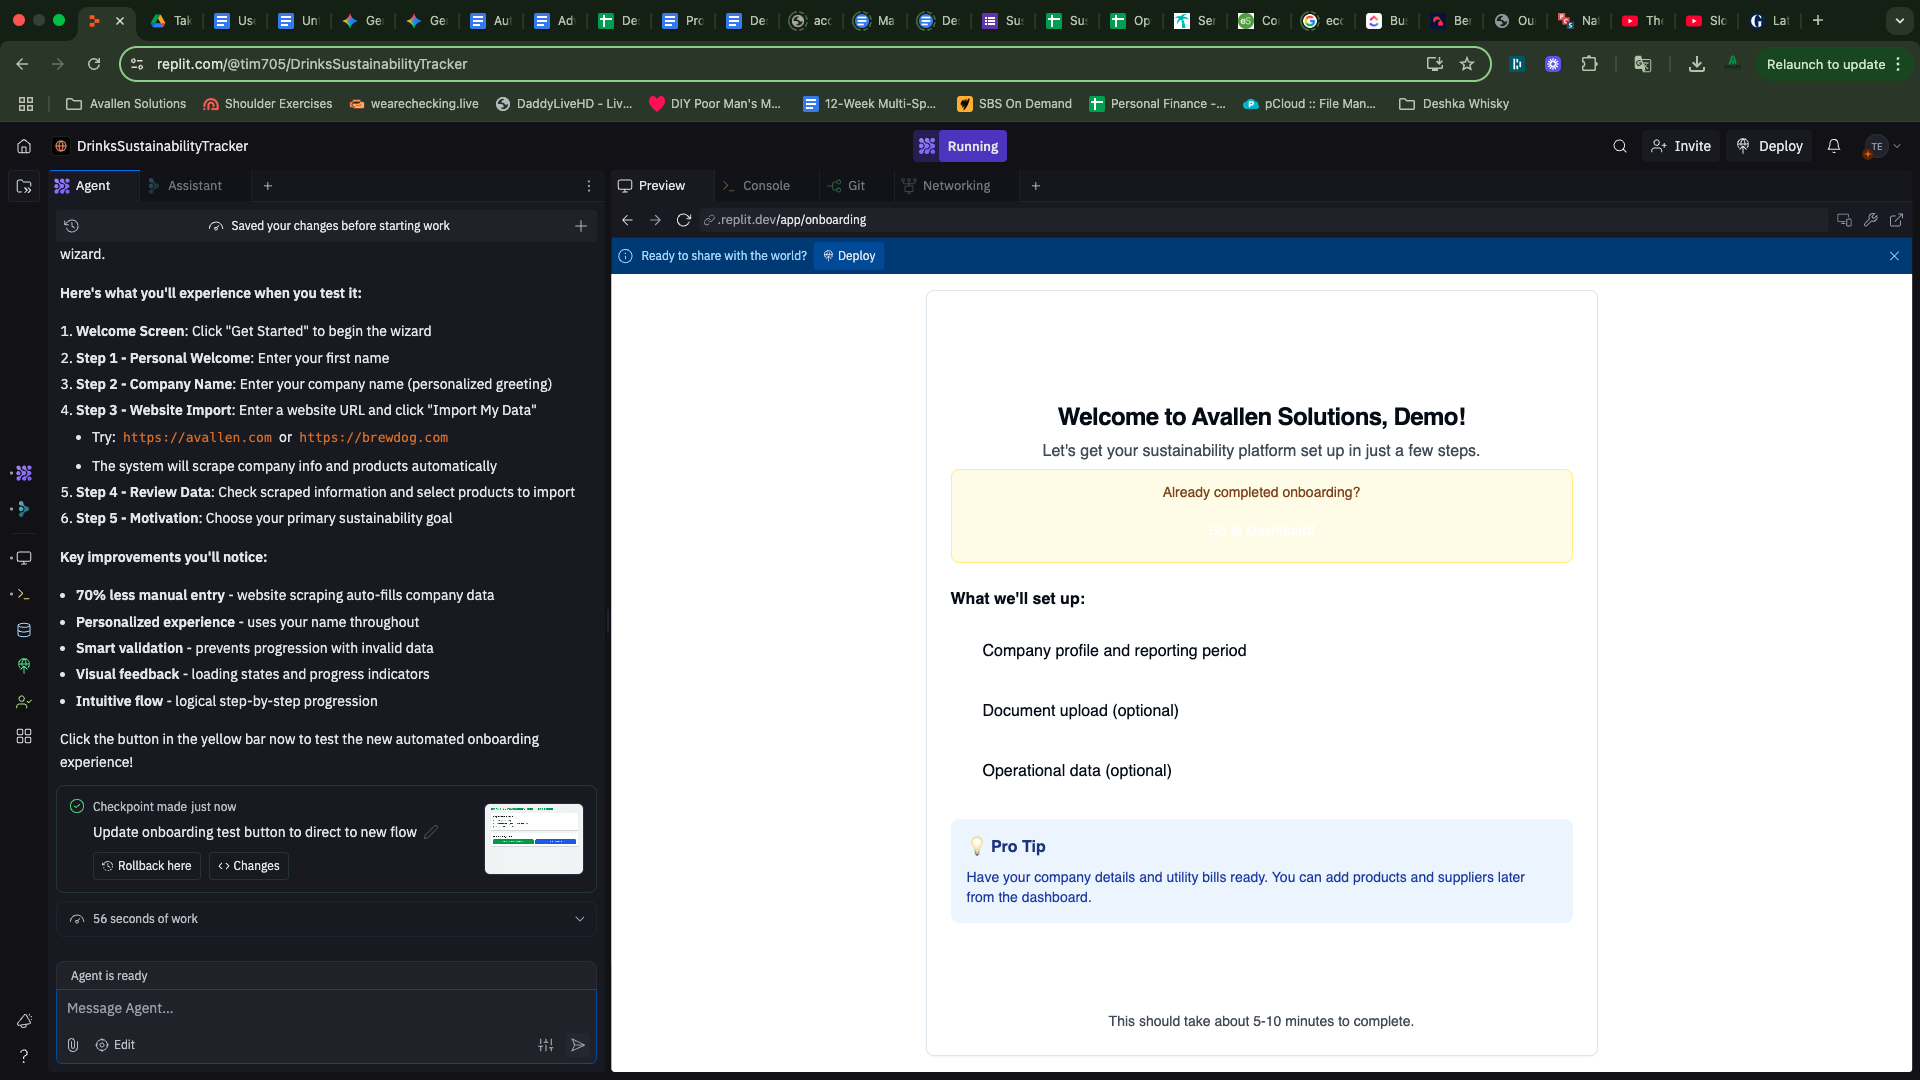 Tak
Use
Unt
Ge
Ge
Aut
Adv
De
Pro
De
acc
Ma
De
Sus
Sus
Op
Ser
Co
ecc
Bus
Ber
Ou
Nat
The
Slo
Lat
replit.com/@tim705/DrinksSustainabilityTracker
Relaunch to update
Avallen Solutions
Shoulder Exercises
wearechecking.live
DaddyLiveHD - Liv...
DIY Poor Man's M...
12-Week Multi-Sp...
SBS On Demand
Personal Finance -...
pCloud :: File Man...
Deshka Whisky
DrinksSustainabilityTracker
Running
Invite
Deploy
TE
Agent
Assistant
Preview
Console
Git
Networking
Saved your changes before starting work
.replit.dev/app/onboarding
Ready to share with the world?
Deploy
wizard.
Here's what you'll experience when you test it:
1. Welcome Screen: Click "Get Started" to begin the wizard
2. Step 1 - Personal Welcome: Enter your first name
3. Step 2 - Company Name: Enter your company name (personalized greeting)
4. Step 3 - Website Import: Enter a website URL and click "Import My Data"
• Try: https://avallen.com or https://brewdog.com
• The system will scrape company info and products automatically
5. Step 4 - Review Data: Check scraped information and select products to import
6. Step 5 - Motivation: Choose your primary sustainability goal
Key improvements you'll notice:
• 70% less manual entry - website scraping auto-fills company data
• Personalized experience - uses your name throughout
• Smart validation - prevents progression with invalid data
• Visual feedback - loading states and progress indicators
• Intuitive flow - logical step-by-step progression
Click the button in the yellow bar now to test the new automated onboarding
experience!
Checkpoint made just now
Update onboarding test button to direct to new flow
Rollback here
Changes
56 seconds of work
Agent is ready
Message Agent...
Edit
Welcome to Avallen Solutions, Demo!
Let's get your sustainability platform set up in just a few steps.
Already completed onboarding?
Go to Dashboard
What we'll set up:
Company profile and reporting period
Document upload (optional)
Operational data (optional)
Pro Tip
Have your company details and utility bills ready. You can add products and suppliers later
from the dashboard.
This should take about 5-10 minutes to complete.